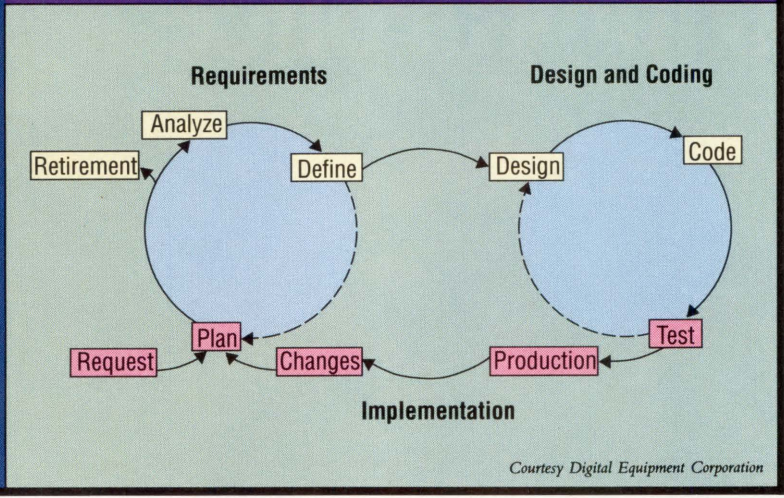 Requirements
Design and Coding
Analyze
Retirement
Define
Design
Code
Plan
Test
Request
Changes
Production
Implementation
Courtesy Digital Equipment Corporation